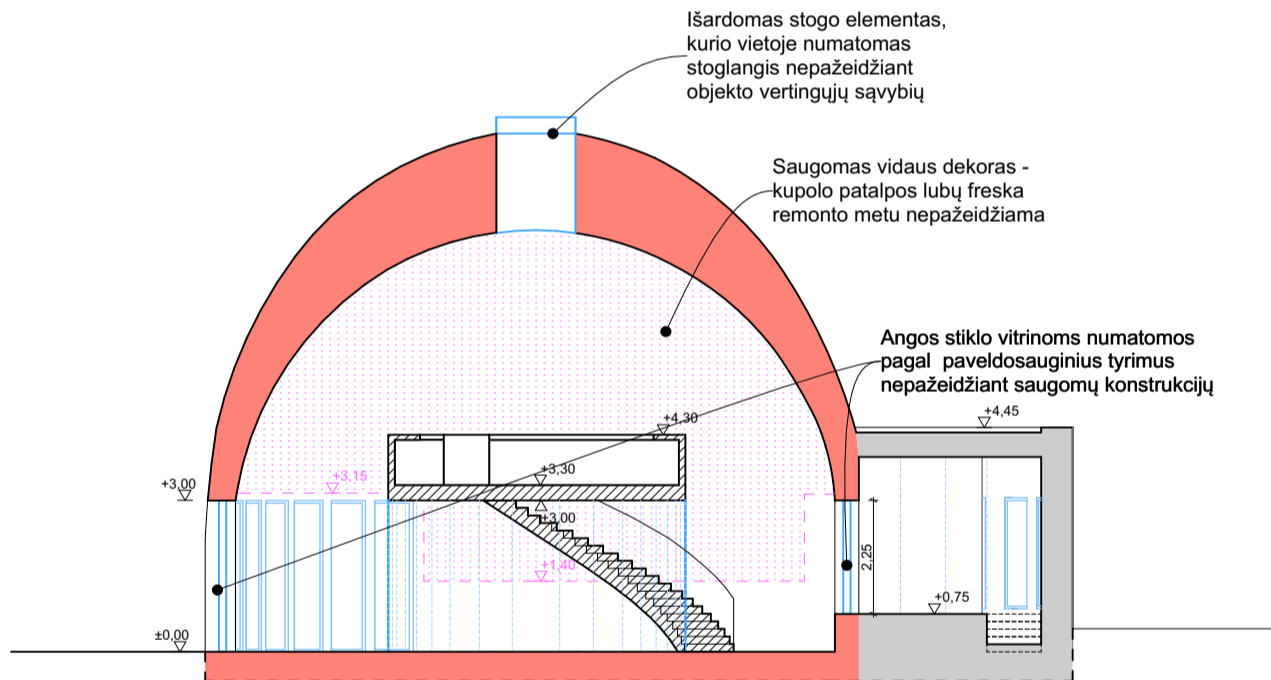 Išardomas stogo elementas,
kurio vietoje numatomas
stoglangis nepažeidžiant
objekto vertingųjų sąvybių
Saugomas vidaus dekoras -
kupolo patalpos lubų freska
remonto metu nepažeidžiama
Angos stiklo vitrinoms numatomos
pagal paveldosauginius tyrimus
nepažeidžiant saugomų konstrukcijų
+4,30
+4,45
+3,00
+3,15
+3,30
+3,00
+1,40
2,25
+0,75
±0,00